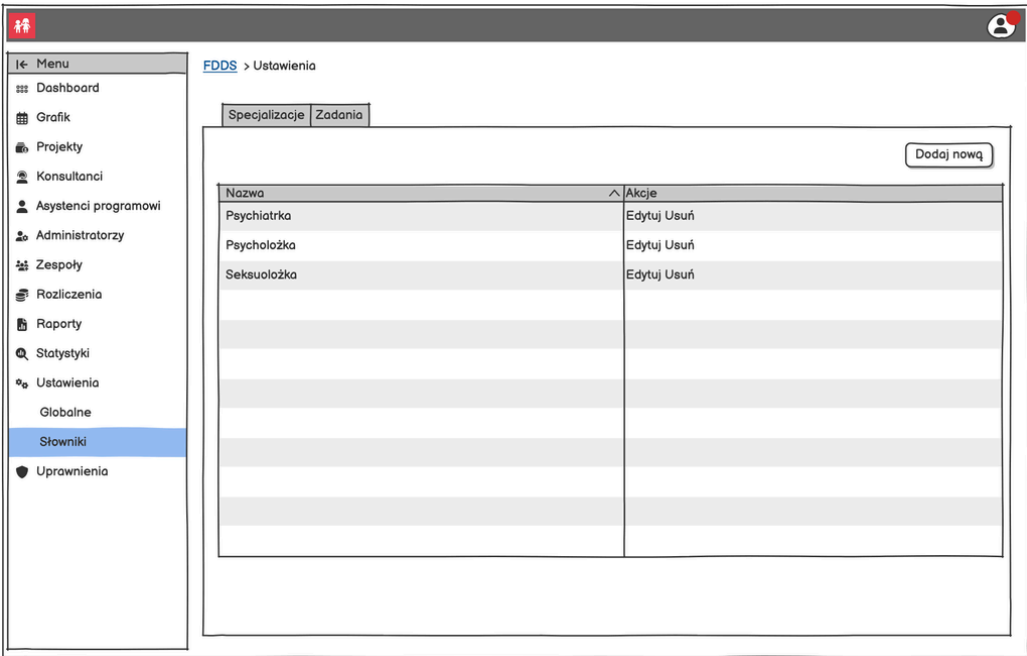 Menu
FDDS > Ustawienia
Dashboard
Grafik
Projekty
Konsultanci
Asystenci programowi
Administratorzy
Zespoły
Rozliczenia
Raporty
Statystyki
Ustawienia
Globalne
Słowniki
Uprawnienia
Specjalizacje Zadania
Dodaj nową
Nazwa Akcje
Psychiatrka Edytuj Usuń
Psycholożka Edytuj Usuń
Seksuolożka Edytuj Usuń